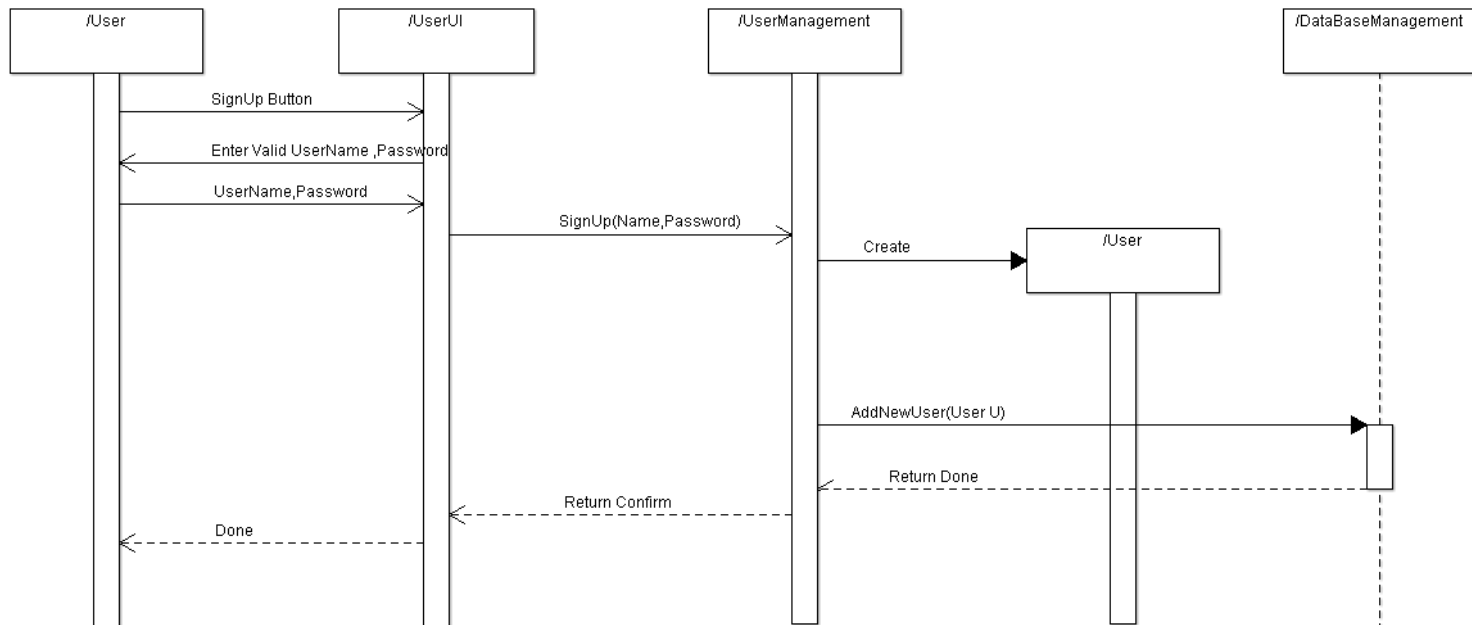 /User
/UserUI
/UserManagement
/DataBaseManagement
SignUp Button
Enter Valid UserName ,Password
UserName,Password
SignUp(Name,Password)
/User
Create
AddNewUser(User U)
Return Done
Return Confirm
Done